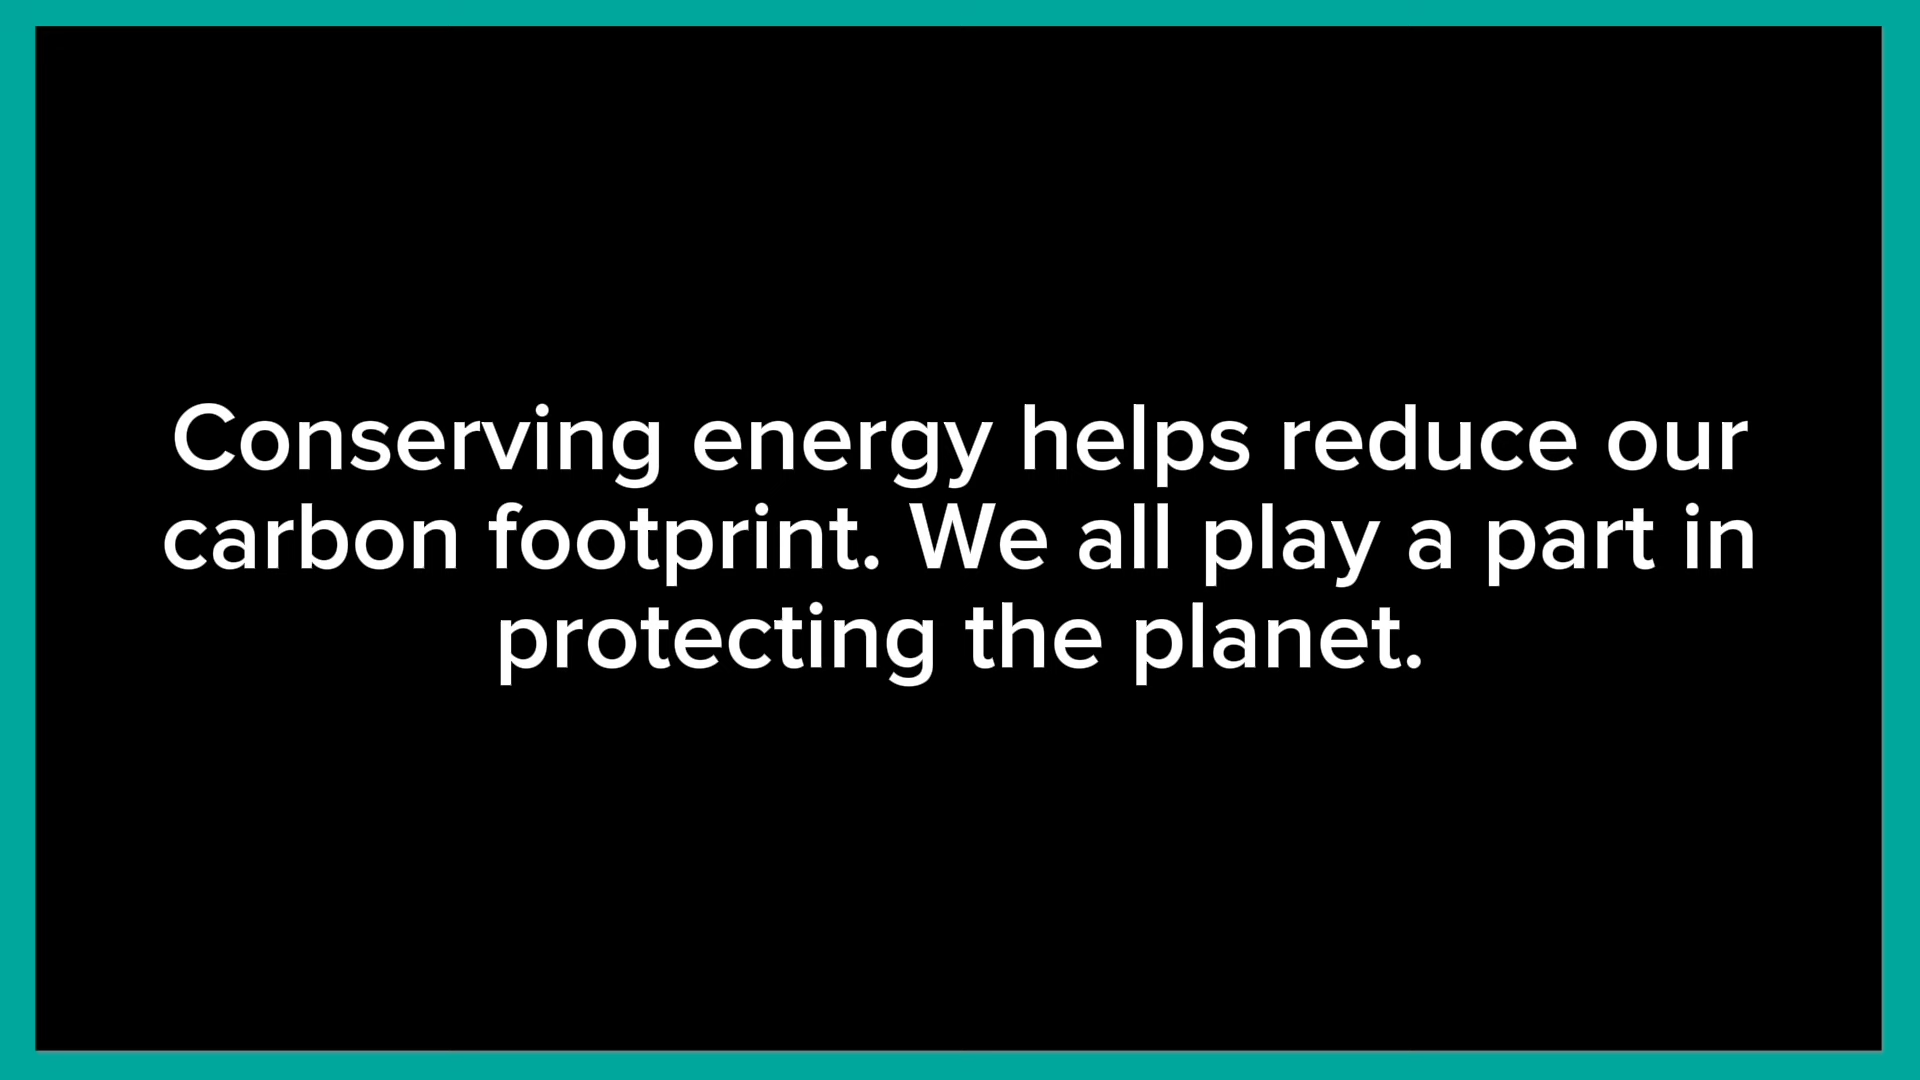 Conserving energy helps reduce our
carbon footprint. We all play a part in
protecting the planet.